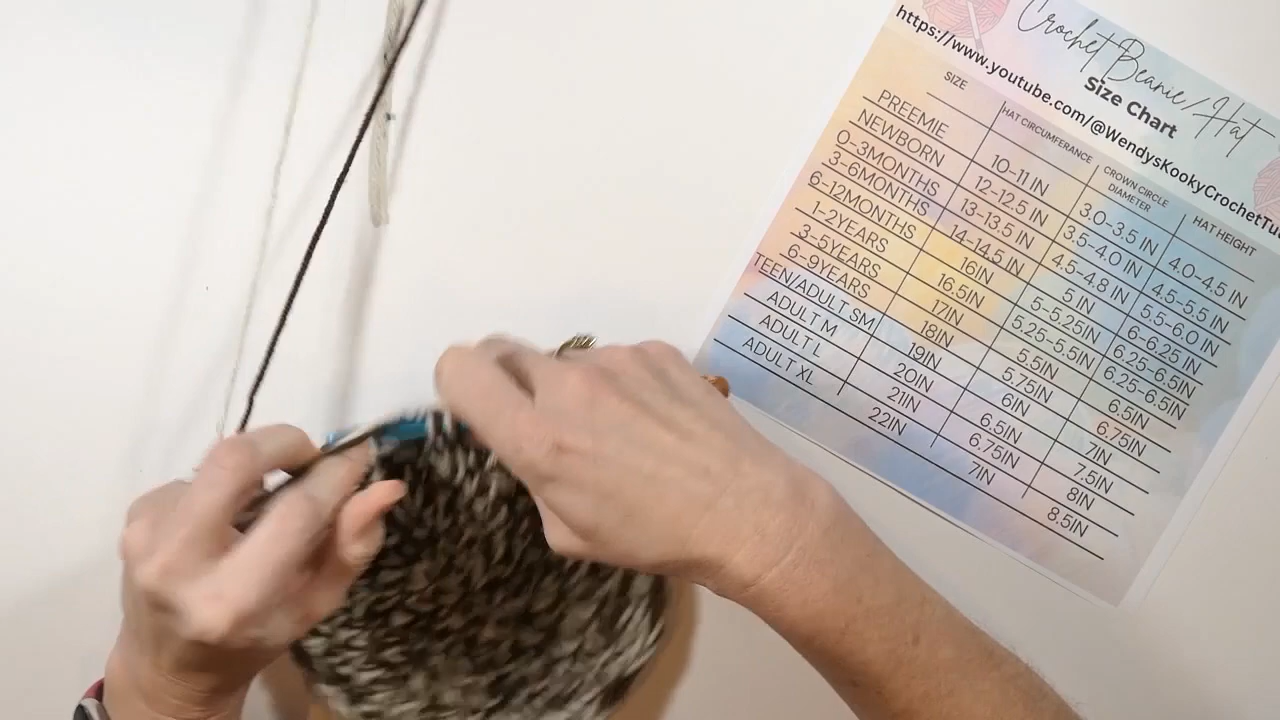 Crochet Beanie/Hat
Size Chart
https://www.youtube.com/@WendysKookyCrochetTu
SIZE HAT CIRCUMFERANCE CROWN CIRCLE DIAMETER HAT HEIGHT
PREEMIE 10-11 IN 3.0-3.5 IN 4.0-4.5 IN
NEWBORN 12-12.5 IN 3.5-4.0 IN 4.5-5.5 IN
0-3MONTHS 13-13.5 IN 4.5-4.8 IN 5.5-6.0 IN
3-6MONTHS 14-14.5 IN 5IN 6-6.25 IN
6-12MONTHS 16IN 5-5.25IN 6.25-6.5IN
1-2YEARS 16.5IN 5.25-5.5IN 6.25-6.5IN
3-5YEARS 17IN 5.5IN 6.5IN
6-9YEARS 18IN 5.75IN 6.75IN
TEEN/ADULT SM 19IN 6IN 7IN
ADULT M 20IN 6.5IN 7.5IN
ADULT L 21IN 6.75IN 8IN
ADULT XL 22IN 7IN 8.5IN